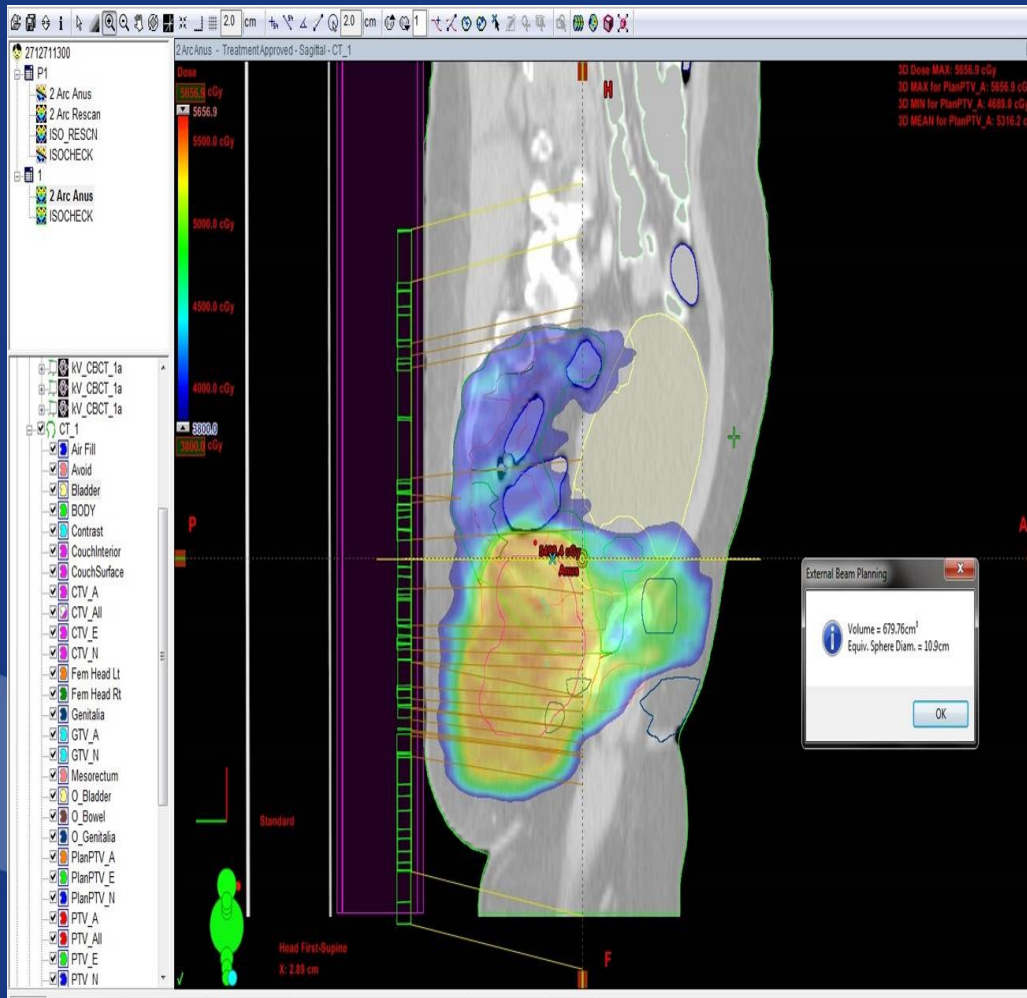 2.0 cm
2.0 cm
1
2712711300
P1
2 Arc Anus
2 Arc Rescan
ISO_RESCN
ISOCHECK
1
2 Arc Anus
ISOCHECK
kV_CBCT_1a
kV_CBCT_1a
kV_CBCT_1a
CT_1
Air Fill
Avoid
Bladder
BODY
Contrast
CouchInterior
CouchSurface
CTV_A
CTV_All
CTV_E
CTV_N
Fem Head Lt
Fem Head Rt
Genitalia
GTV_A
GTV_N
Mesorectum
O_Bladder
O_Bowel
O_Genitalia
PlanPTV_A
PlanPTV_E
PlanPTV_N
PTV_A
PTV_All
PTV_E
PTV_N
2 Arc Anus - Treatment Approved - Sagittal - CT_1
Dose
5656.9 cGy
5656.9
5500.0 cGy
5000.0 cGy
4500.0 cGy
4000.0 cGy
3800.0
3800.0 cGy
H
3D Dose MAX: 5656.9 cGy
3D MAX for PlanPTV_A: 5656.9 cGy
3D MIN for PlanPTV_A: 4689.0 cGy
3D MEAN for PlanPTV_A: 5316.2 c
P
A
cGy
Anus
External Beam Planning
Volume = 679.76cm³
Equiv. Sphere Diam. = 10.9cm
OK
Standard
Head First-Supine
X: 2.89 cm
F